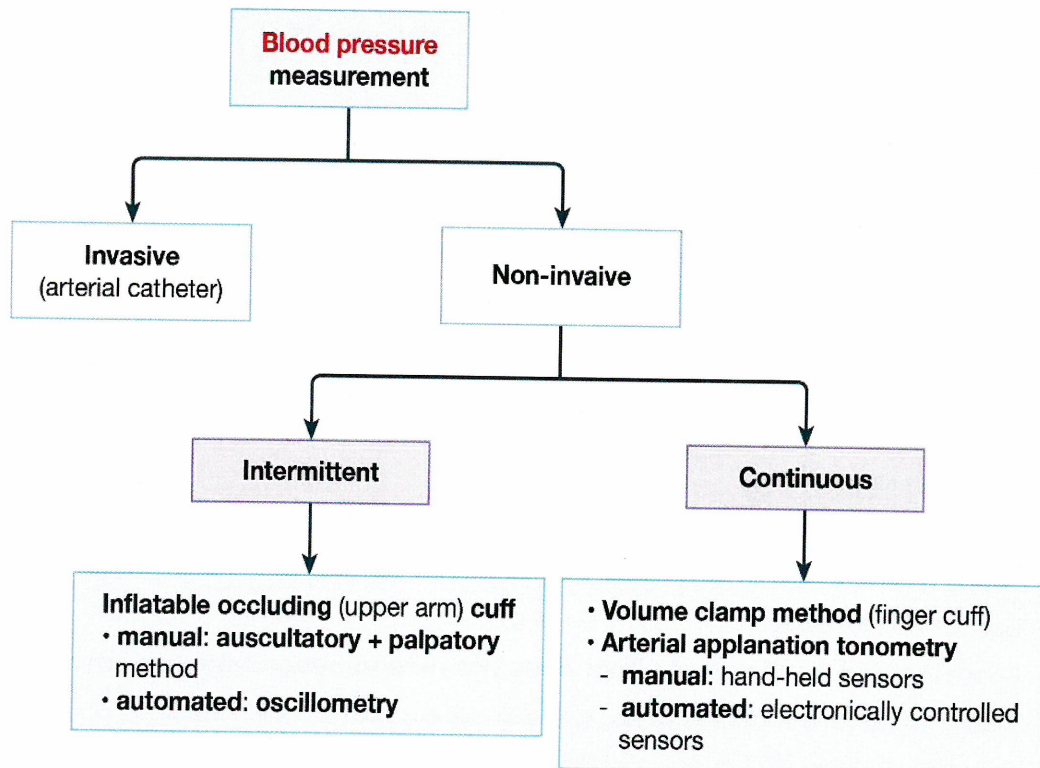 Blood pressure
measurement
Invasive
(arterial catheter)
Non-invaive
Intermittent
Continuous
Inflatable occluding (upper arm) cuff
• manual: auscultatory + palpatory
method
• automated: oscillometry
• Volume clamp method (finger cuff)
• Arterial applanation tonometry
- manual: hand-held sensors
- automated: electronically controlled
sensors